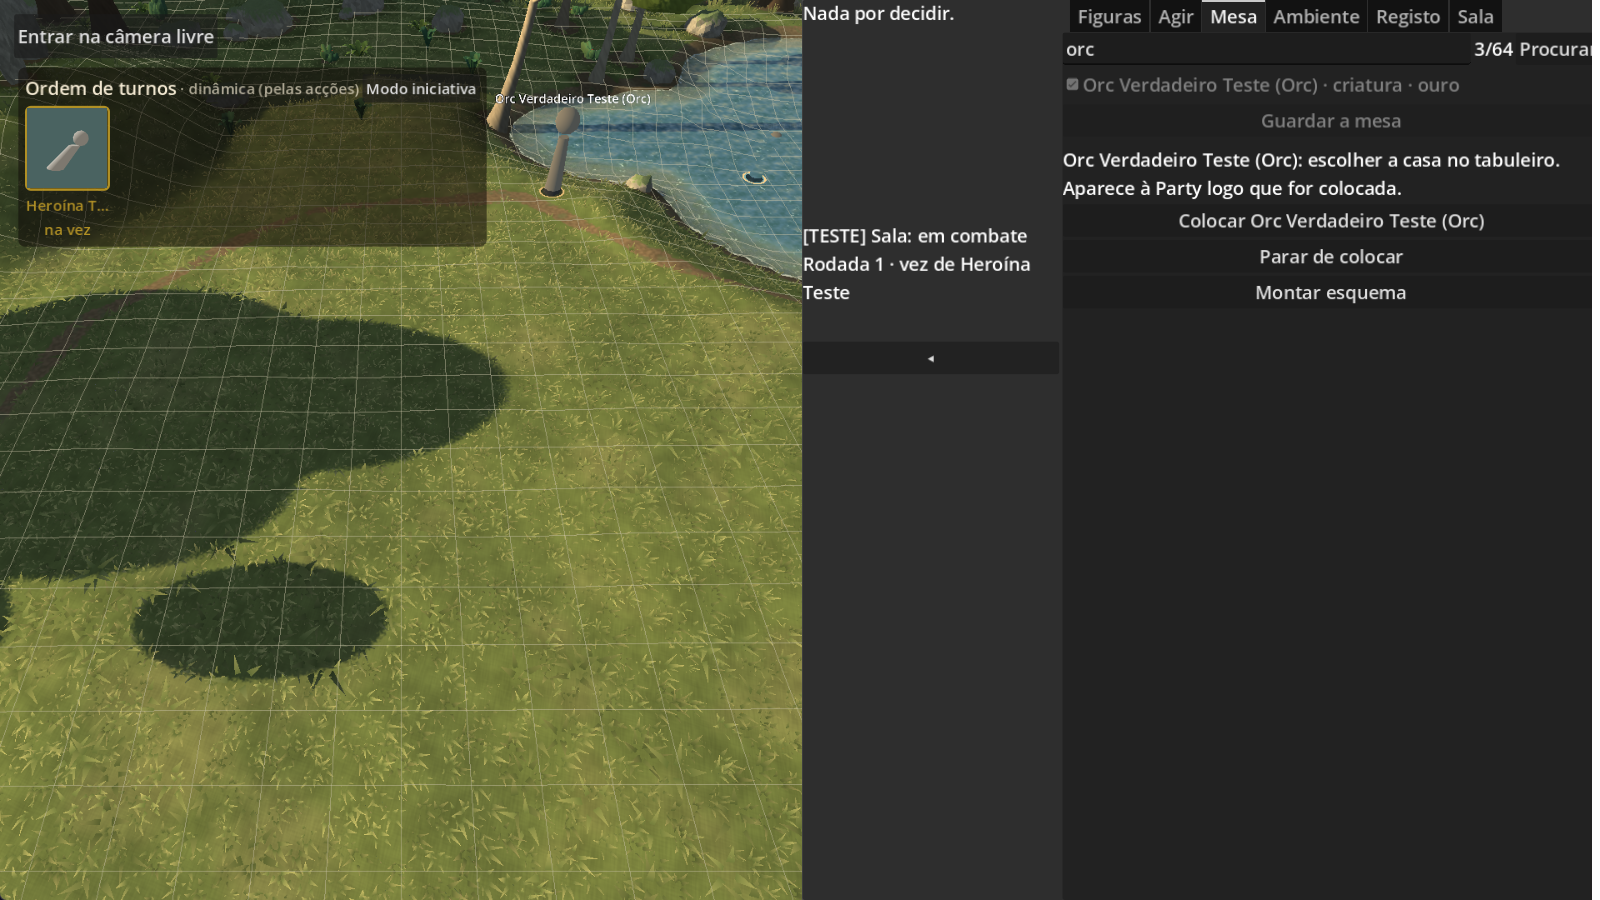 Entrar na câmera livre
Ordem de turnos · dinâmica (pelas acções) Modo iniciativa
Heroína T...
na vez
Orc Verdadeiro Teste (Orc)
Nada por decidir.
[TESTE] Sala: em combate
Rodada 1 · vez de Heroína
Teste
Figuras Agir Mesa Ambiente Registo Sala
orc 3/64 Procurar
Orc Verdadeiro Teste (Orc) · criatura · ouro
Guardar a mesa
Orc Verdadeiro Teste (Orc): escolher a casa no tabuleiro.
Aparece à Party logo que for colocada.
Colocar Orc Verdadeiro Teste (Orc)
Parar de colocar
Montar esquema